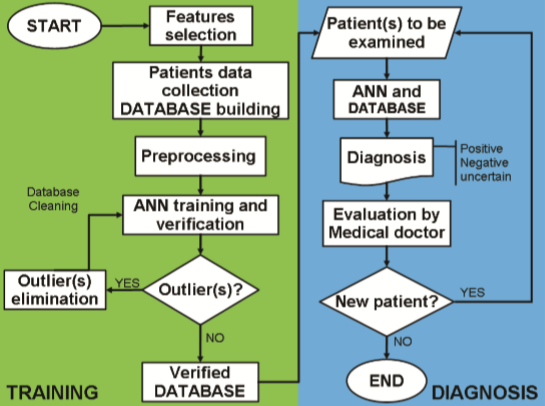 START
Features
selection
Patients data
collection
DATABASE building
Preprocessing
Database
Cleaning
ANN training and
verification
Outlier(s)
elimination
YES
Outlier(s)?
NO
Verified
DATABASE
TRAINING
Patient(s) to be
examined
ANN and
DATABASE
Diagnosis
Positive
Negative
uncertain
Evaluation by
Medical doctor
New patient?
YES
NO
END
DIAGNOSIS